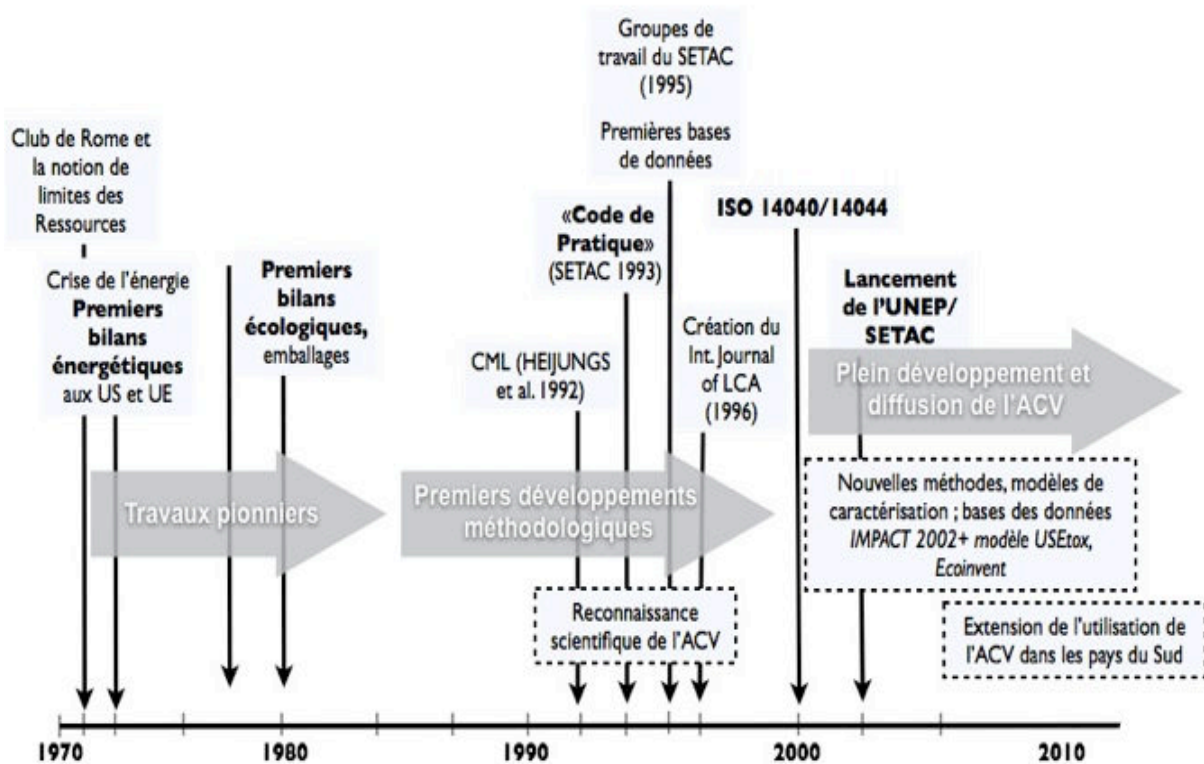 Groupes de
travail du SETAC
(1995)
Premières bases
de données
Club de Rome et
la notion de
limites des
Ressources
Crise de l'énergie
Premiers
bilans
énergétiques
aux US et UE
Premiers
bilans
écologiques,
emballages
«Code de
Pratique»
(SETAC 1993)
CML (HEIJUNGS
et al. 1992)
Création du
Int. Journal
of LCA
(1996)
ISO 14040/14044
Lancement
de l'UNEP/
SETAC
Plein développement et
diffusion de l'ACV
Travaux pionniers
Premiers développements
méthodologiques
Nouvelles méthodes, modèles de
caractérisation ; bases des données
IMPACT 2002+ modèle USEtox,
Ecoinvent
Reconnaissance
scientifique de l'ACV
Extension de l'utilisation de
l'ACV dans les pays du Sud
1970 1980 1990 2000 2010